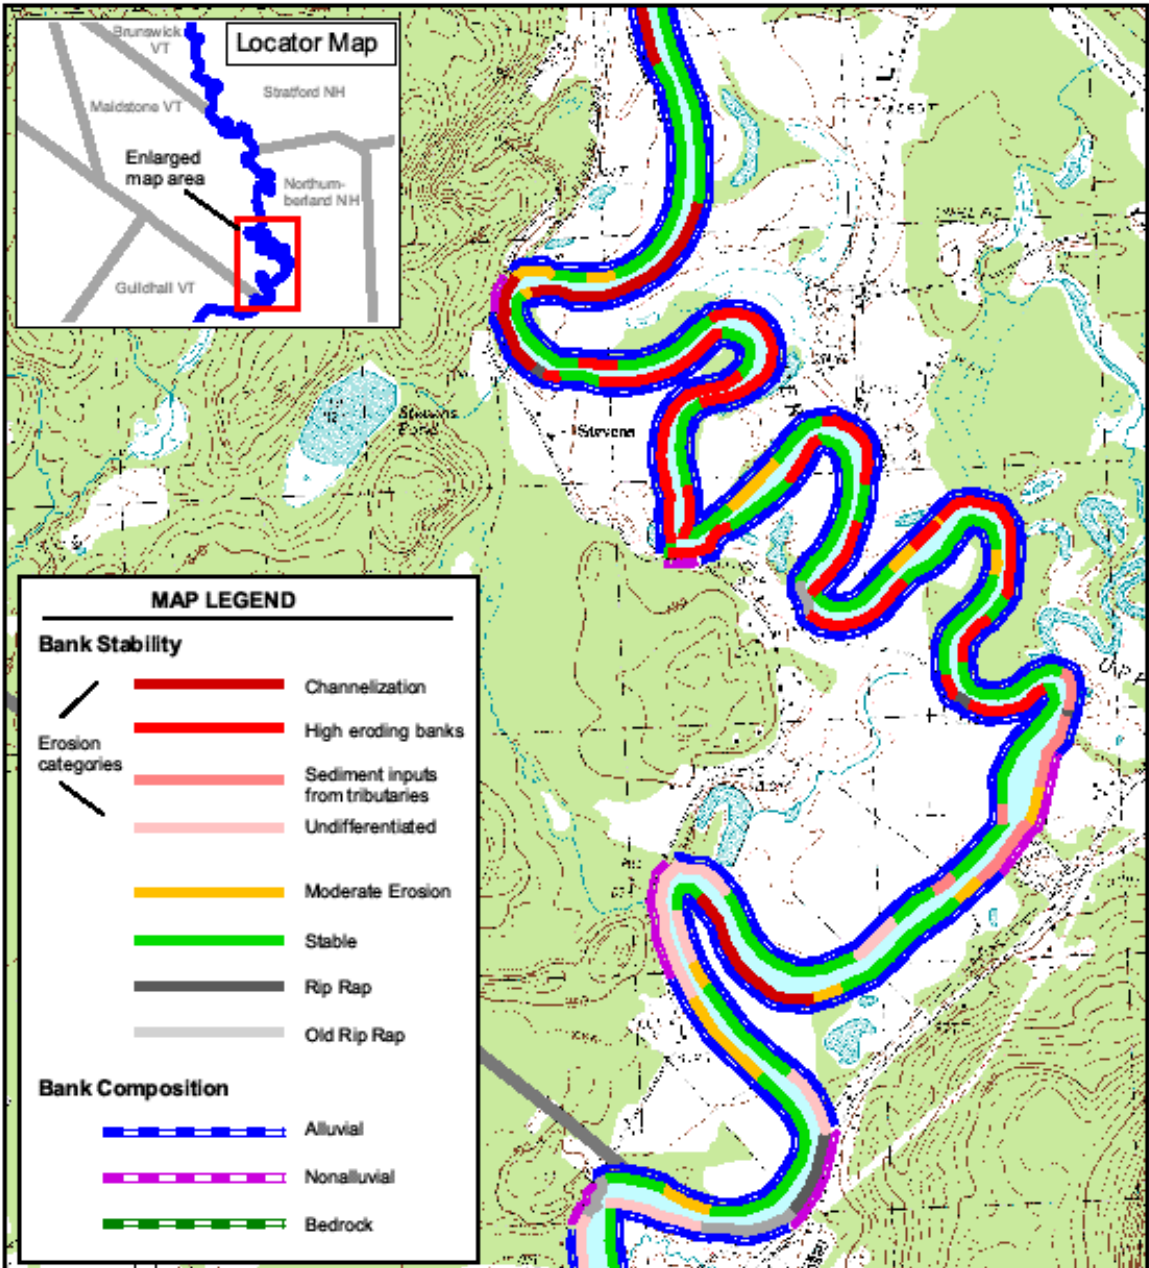 Locator Map
Brunswick
VT
Stratford NH
Maidstone VT
Enlarged
map area
Northum-
berland NH
Guildhall VT
Stevens
Pond
Stevens
MAP LEGEND
Bank Stability
Channelization
High eroding banks
Erosion
categories
Sediment inputs
from tributaries
Undifferentiated
Moderate Erosion
Stable
Rip Rap
Old Rip Rap
Bank Composition
Alluvial
Nonalluvial
Bedrock